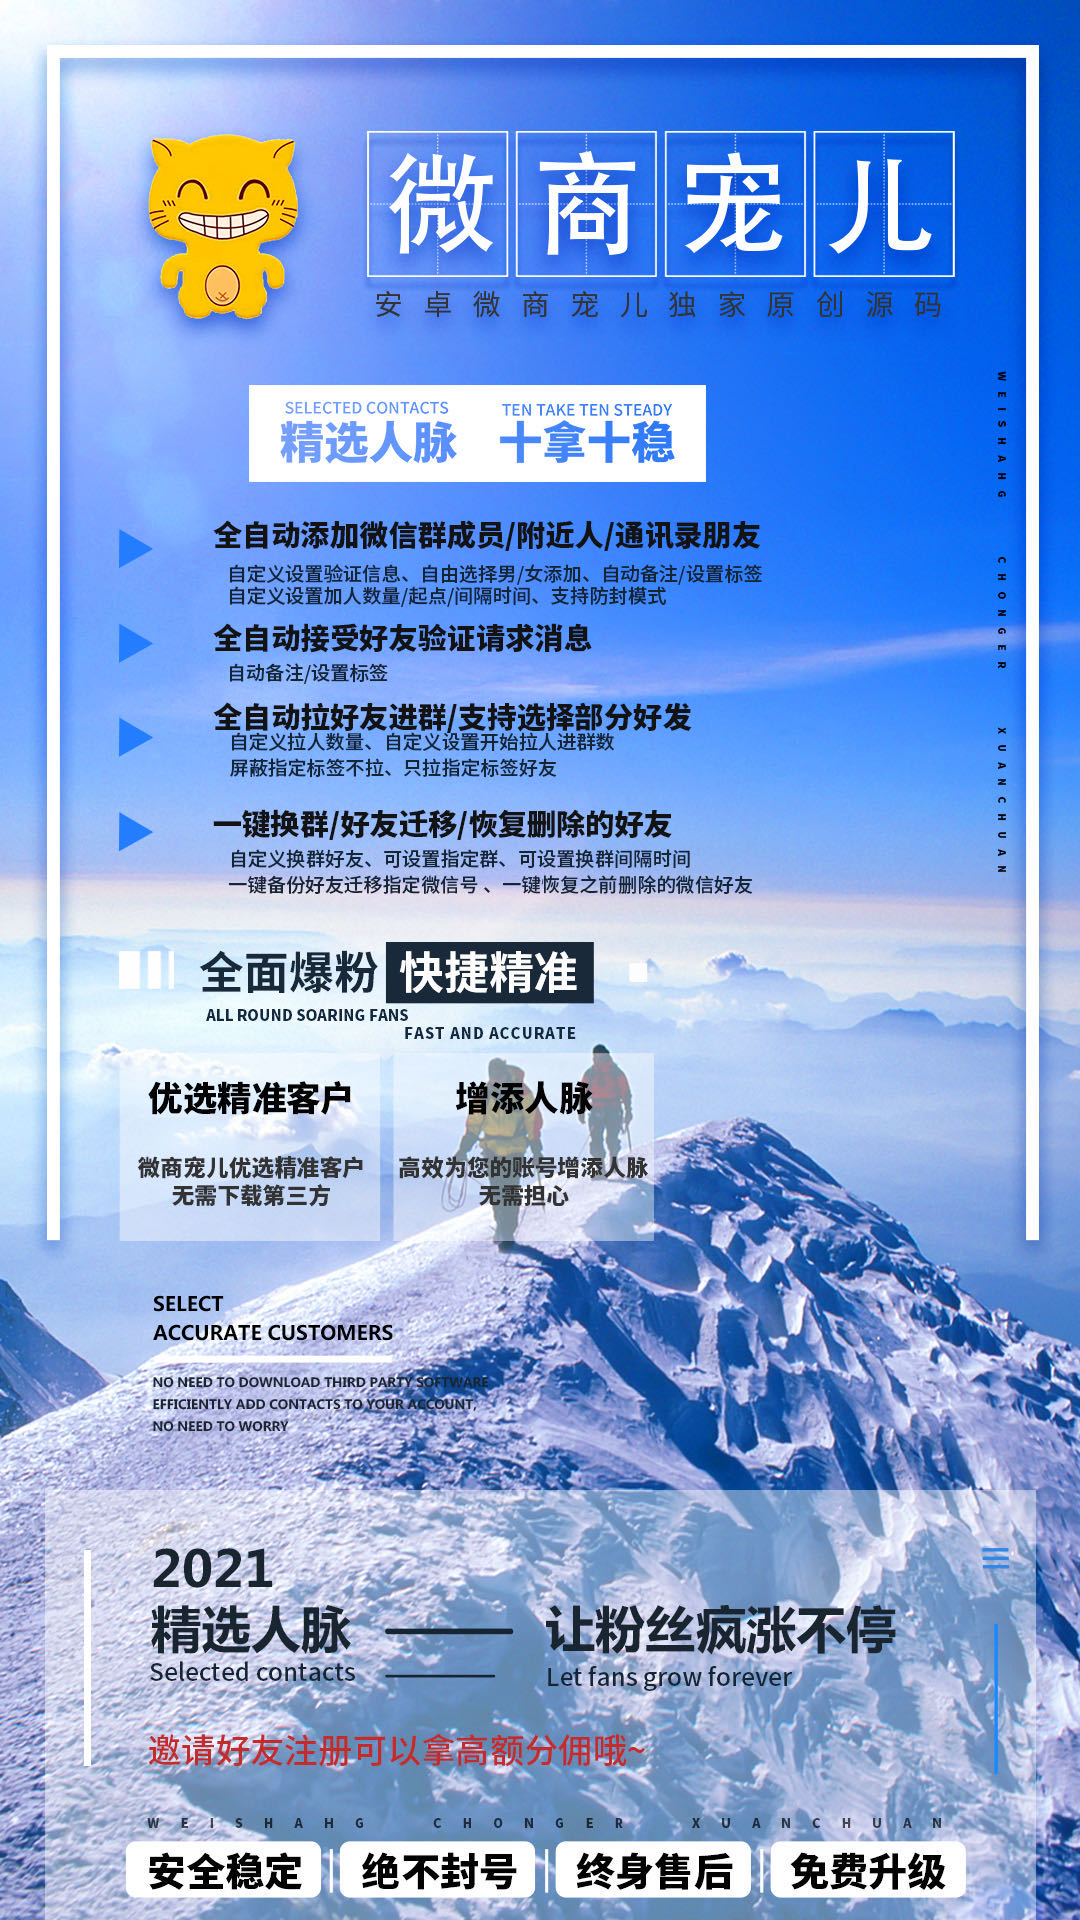 微商宠儿
安卓微商宠儿独家原创源码
SELECTED CONTACTS
精选人脉
TEN TAKE TEN STEADY
十拿十稳
WEISHAHG CHONGER XUANCHUAN
全自动添加微信群成员/附近人/通讯录朋友
自定义设置验证信息、自由选择男/女添加、自动备注/设置标签
自定义设置加人数量/起点/间隔时间、支持防封模式
全自动接受好友验证请求消息
自动备注/设置标签
全自动拉好友进群/支持选择部分好发
自定义拉人数量、自定义设置开始拉人进群数
屏蔽指定标签不拉、只拉指定标签好友
一键换群/好友迁移/恢复删除的好友
自定义换群好友、可设置指定群、可设置换群间隔时间
一键备份好友迁移指定微信号 、一键恢复之前删除的微信好友
全面爆粉 快捷精准
ALL ROUND SOARING FANS
FAST AND ACCURATE
优选精准客户
微商宠儿优选精准客户
无需下载第三方
增添人脉
高效为您的账号增添人脉
无需担心
SELECT
ACCURATE CUSTOMERS
NO NEED TO DOWNLOAD THIRD PARTY SOFTWARE
EFFICIENTLY ADD CONTACTS TO YOUR ACCOUNT,
NO NEED TO WORRY
2021
精选人脉
Selected contacts
让粉丝疯涨不停
Let fans grow forever
邀请好友注册可以拿高额分佣哦~
WEISHAHG CHONGER XUANCHUAN
安全稳定 绝不封号 终身售后 免费升级